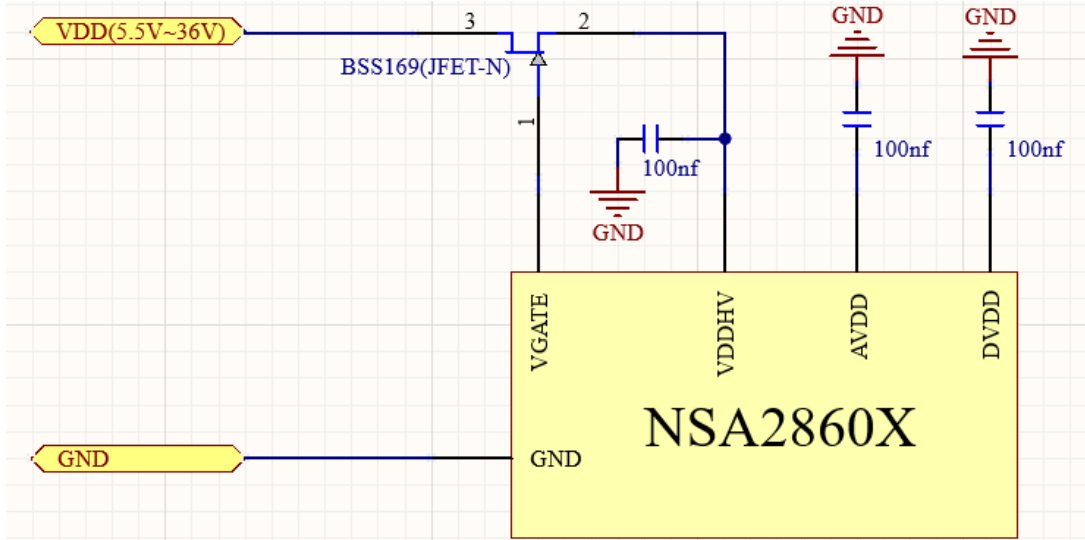 GND
GND
VDD(5.5V~36V)
3
2
BSS169(JFET-N)
1
100nf
100nf
100nf
GND
VGATE
VDDHV
AVDD
DVDD
NSA2860X
GND
GND